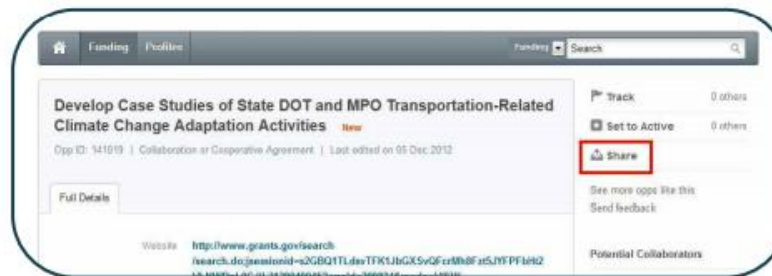 Funding Profiles
Funding Search
Develop Case Studies of State DOT and MPO Transportation-Related
Climate Change Adaptation Activities New
Opp ID: 141019 | Collaboration or Cooperative Agreement | Last edited on 05 Dec 2012
Full Details
Website http://www.grants.gov/search
Track 0 others
Set to Active 0 others
Share
See more opps like this
Send feedback
Potential Collaborators